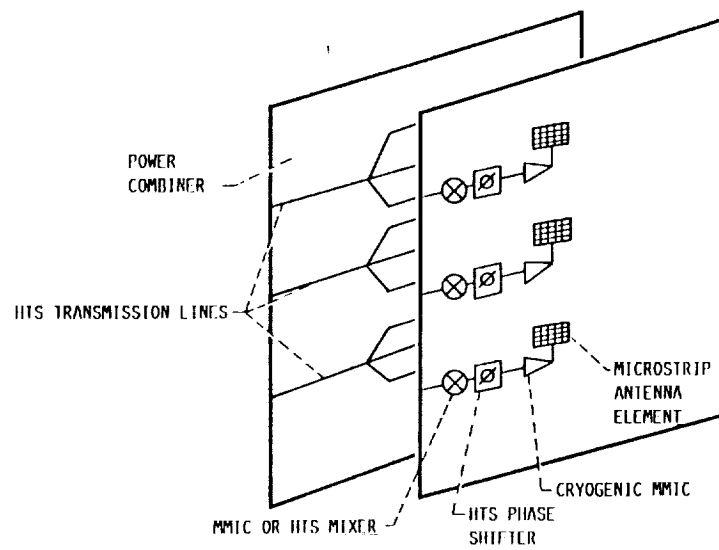 POWER
COMBINER
HTS TRANSMISSION LINES
MICROSTRIP
ANTENNA
ELEMENT
CRYOGENIC MMIC
MMIC OR HTS MIXER
HTS PHASE
SHIFTER